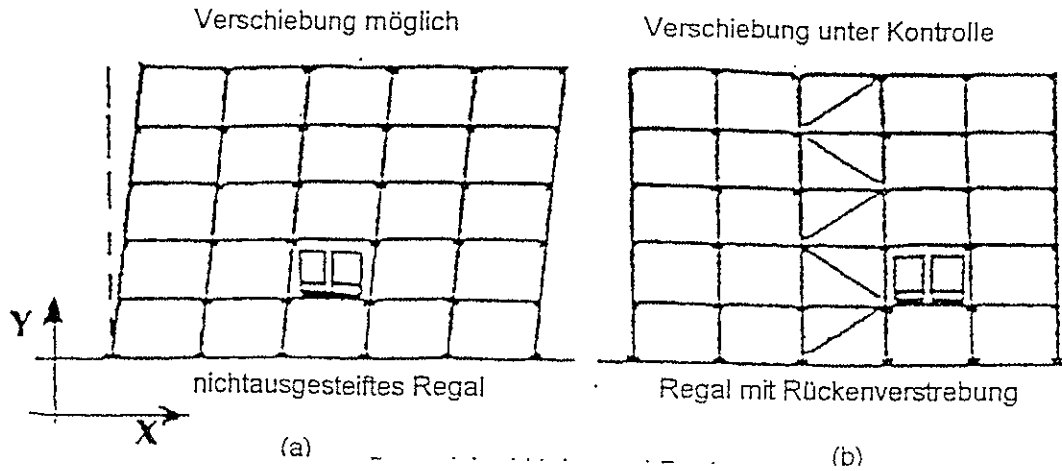 Verschiebung möglich
Verschiebung unter Kontrolle
Y
X
nichtausgesteiftes Regal
Regal mit Rückenverstrebung
(a)
(b)